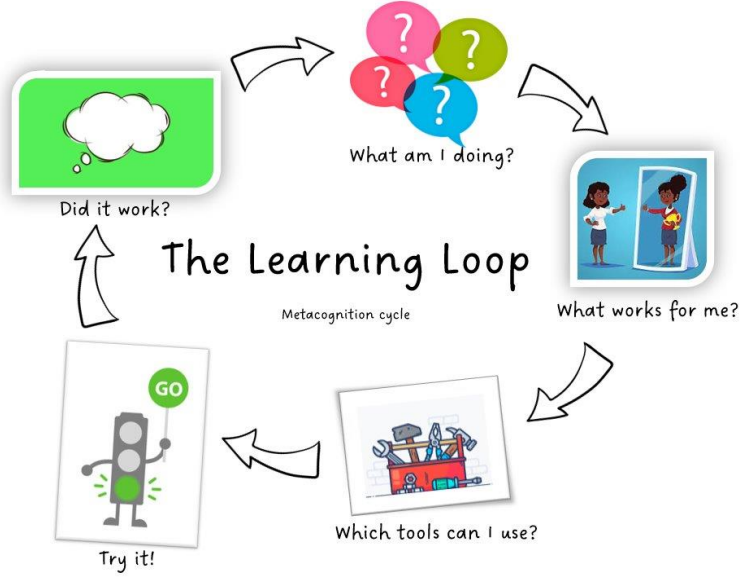 ?
?
?
?
What am I doing?
What works for me?
Which tools can I use?
GO
Try it!
Did it work?
The Learning Loop
Metacognition cycle